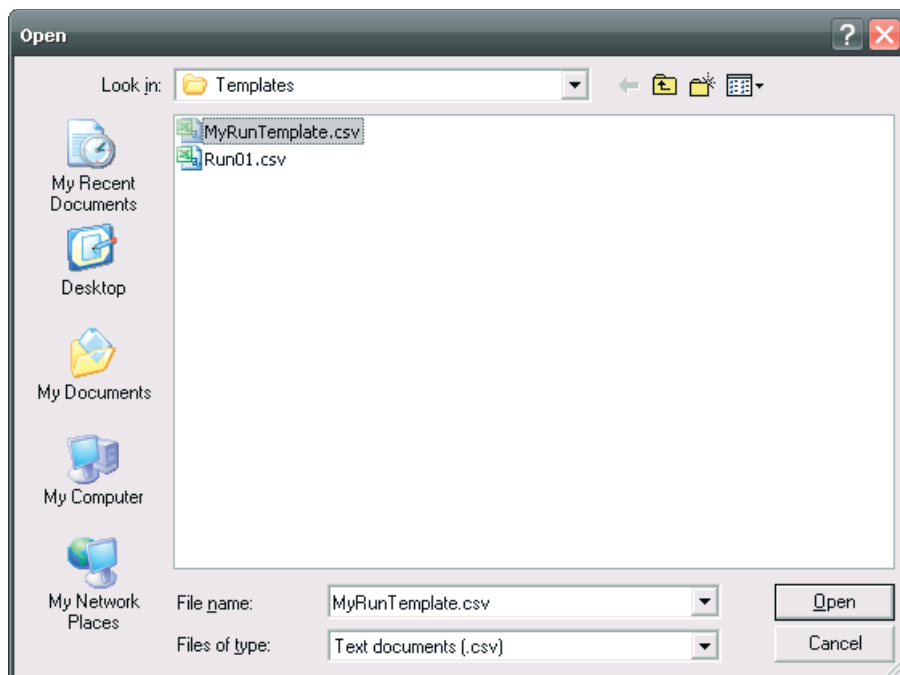 Open
Look in:
Templates
MyRunTemplate.csv
Run01.csv
My Recent
Documents
Desktop
My Documents
My Computer
My Network
Places
File name:
MyRunTemplate.csv
Open
Files of type:
Text documents (.csv)
Cancel